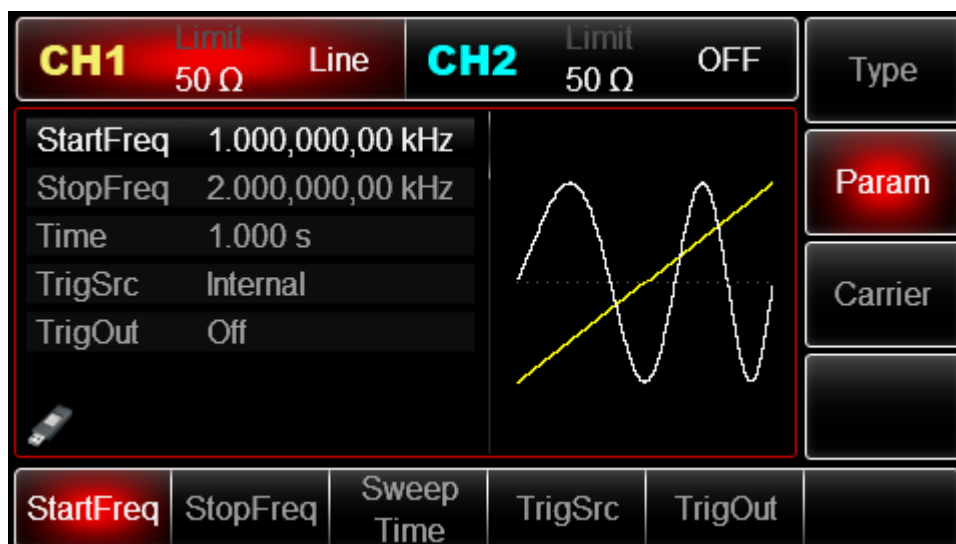 CH1 Limit 50 Ω Line CH2 Limit 50 Ω OFF
Type
StartFreq 1.000,000,00 kHz
StopFreq 2.000,000,00 kHz
Time 1.000 s
TrigSrc Internal
TrigOut Off
Param
Carrier
StartFreq StopFreq Sweep Time TrigSrc TrigOut